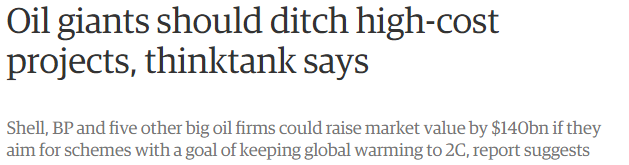 Oil giants should ditch high-cost
projects, thinktank says
Shell, BP and five other big oil firms could raise market value by $140bn if they
aim for schemes with a goal of keeping global warming to 2C, report suggests